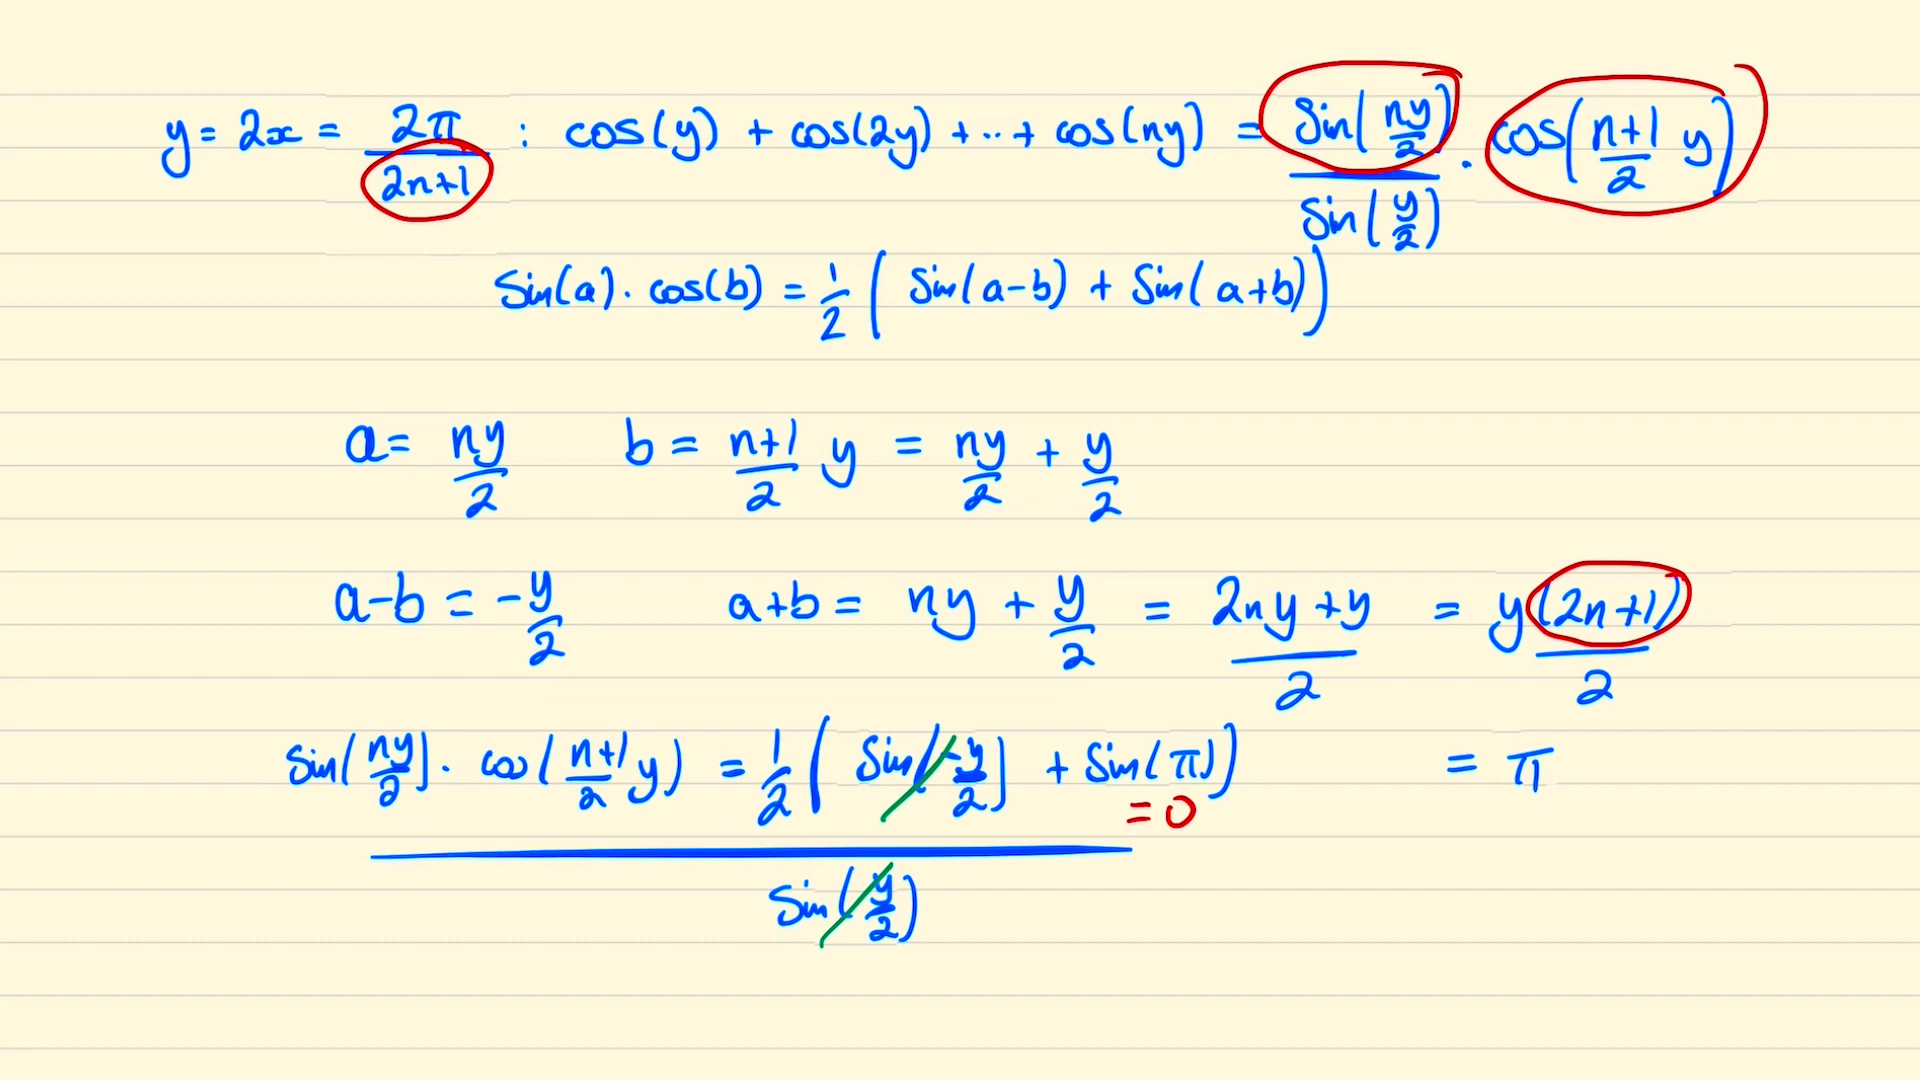 y = 2x = 2π/(2n+1) : cos(y) + cos(2y) + ... + cos(ny) = sin(ny/2)/sin(y/2) · cos((n+1)/2 y)
sin(a) · cos(b) = 1/2 ( sin(a-b) + sin(a+b))
a = ny/2 b = (n+1)/2 y = ny/2 + y/2
a-b = -y/2 a+b = ny + y/2 = (2ny+y)/2 = y(2n+1)/2
sin(ny/2) · cos((n+1)/2 y) = 1/2 ( sin(-y/2) + sin(π)) = π
= 0
sin(y/2)